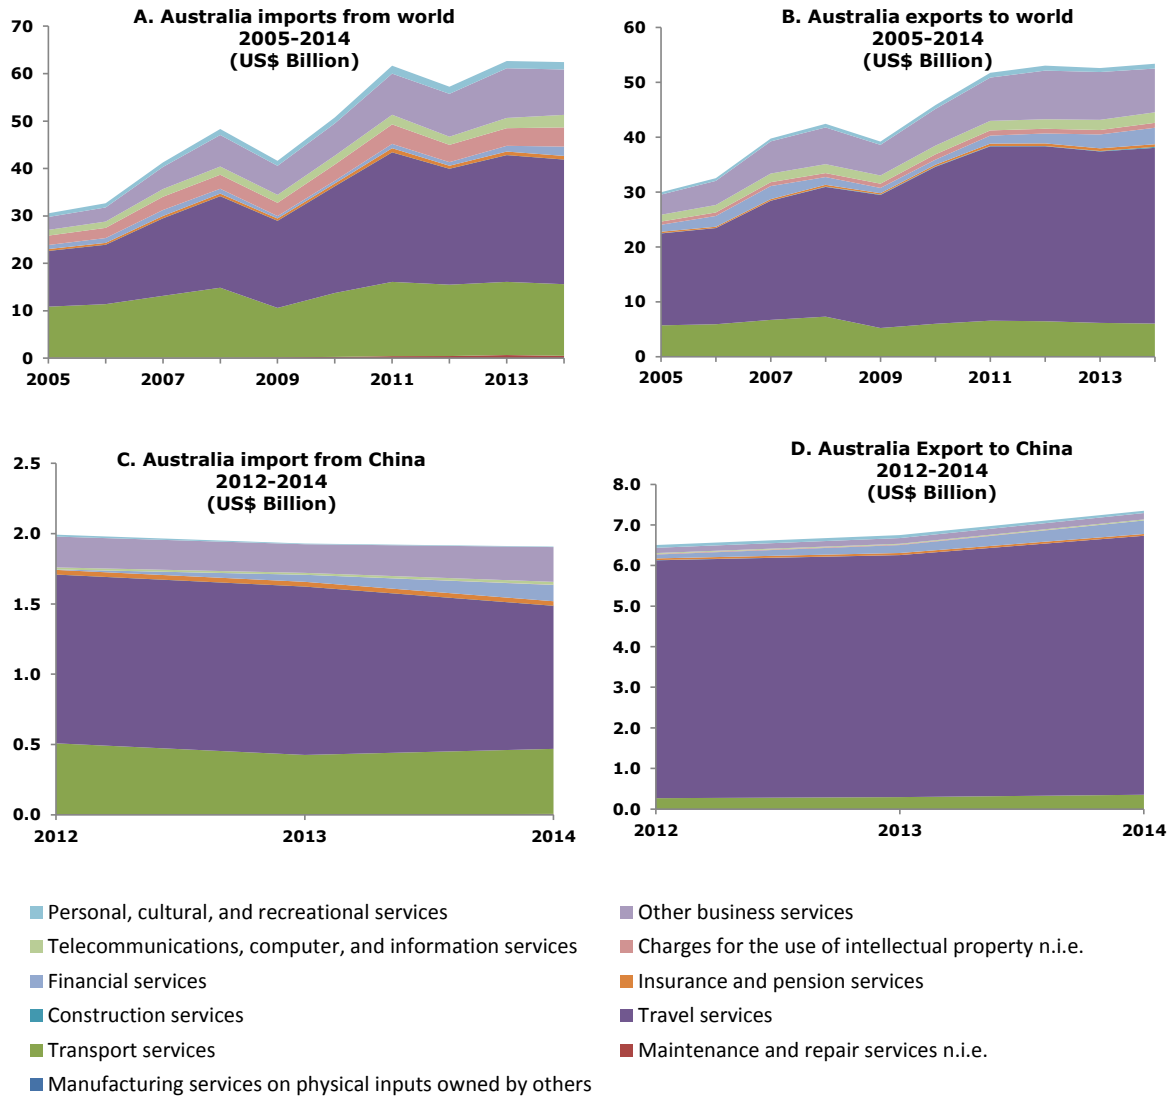 A. Australia imports from world
2005-2014
(US$ Billion)
70
60
50
40
30
20
10
0
2005
2007
2009
2011
2013
B. Australia exports to world
2005-2014
(US$ Billion)
60
50
40
30
20
10
0
2005
2007
2009
2011
2013
C. Australia import from China
2012-2014
(US$ Billion)
2.5
2.0
1.5
1.0
0.5
0.0
2012
2013
2014
D. Australia Export to China
2012-2014
(US$ Billion)
8.0
7.0
6.0
5.0
4.0
3.0
2.0
1.0
0.0
2012
2013
2014
Personal, cultural, and recreational services
Other business services
Telecommunications, computer, and information services
Charges for the use of intellectual property n.i.e.
Financial services
Insurance and pension services
Construction services
Travel services
Transport services
Maintenance and repair services n.i.e.
Manufacturing services on physical inputs owned by others